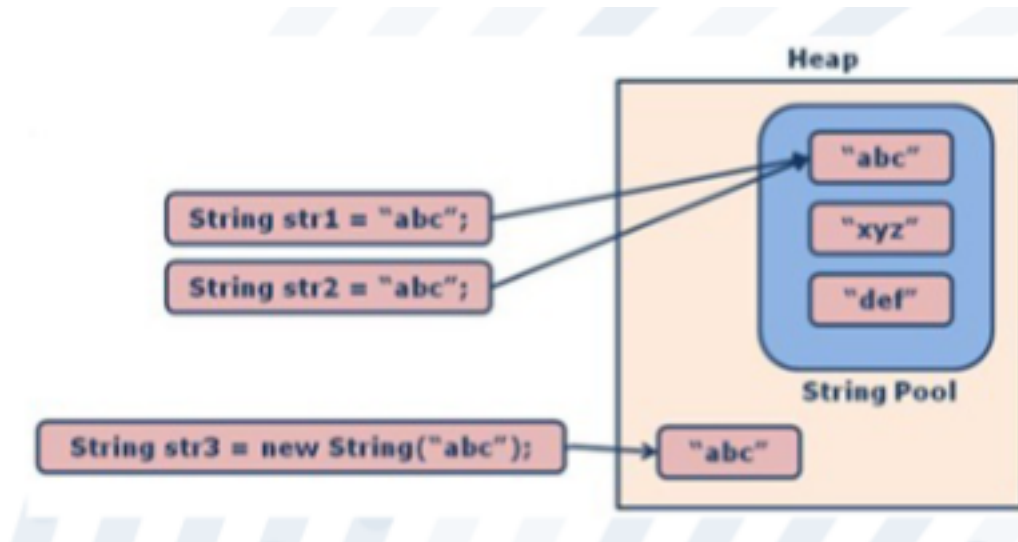 Heap
“abc”
String str1 = “abc”;
“xyz”
String str2 = “abc”;
“def”
String Pool
String str3 = new String(“abc”);
“abc”